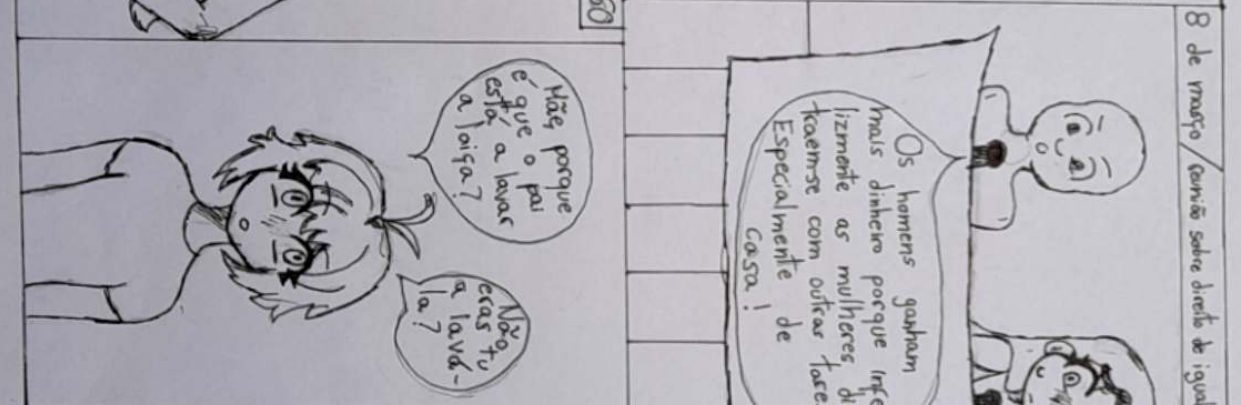 8 de março / reunião sobre direito de igual
Os homens ganham
mais dinheiro porque infe
lizmente as mulheres di
traem-se com outras taref
Especialmente de
casa!
60
Mãe, porque
é que o pai
está a lavar
a loiça?
Não
eras tu
a lavá-
la?